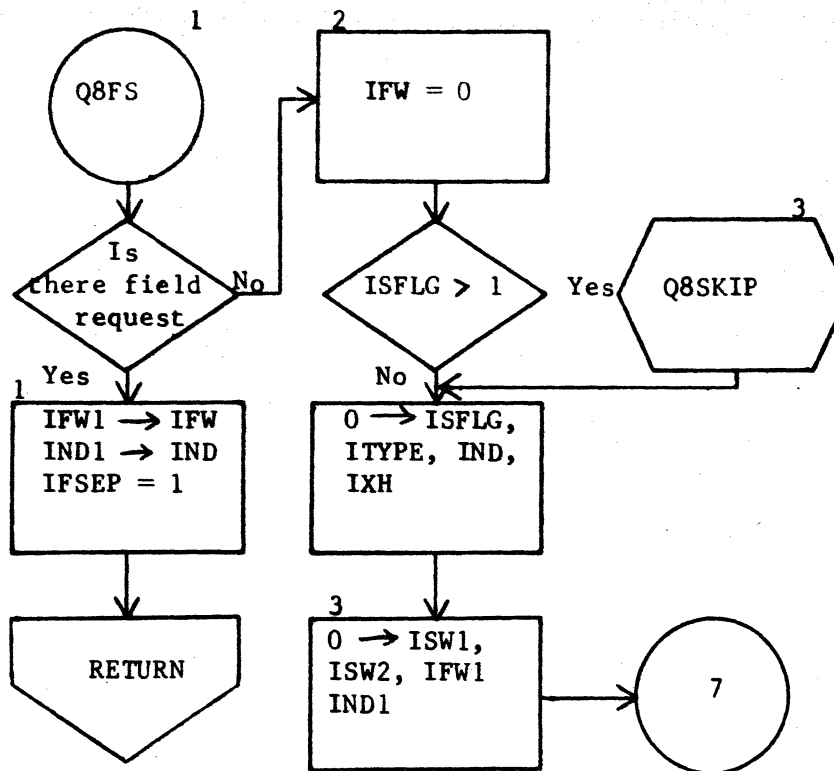 1
Q8FS
Is
there field
request
No
Yes
1
IFW1 → IFW
IND1 → IND
IFSEP = 1
RETURN
2
IFW = 0
ISFLG > 1
Yes
3
Q8SKIP
No
0 → ISFLG,
ITYPE, IND,
IXH
3
0 → ISW1,
ISW2, IFW1
IND1
7